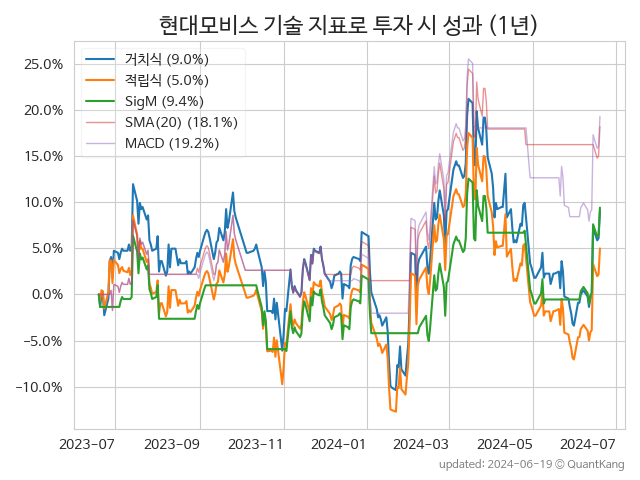 현대모비스 기술 지표로 투자 시 성과 (1년)
거치식 (9.0%)
적립식 (5.0%)
SigM (9.4%)
SMA(20) (18.1%)
MACD (19.2%)
25.0%
20.0%
15.0%
10.0%
5.0%
0.0%
−5.0%
−10.0%
2023-07 2023-09 2023-11 2024-01 2024-03 2024-05 2024-07
updated: 2024-06-19 © QuantKang